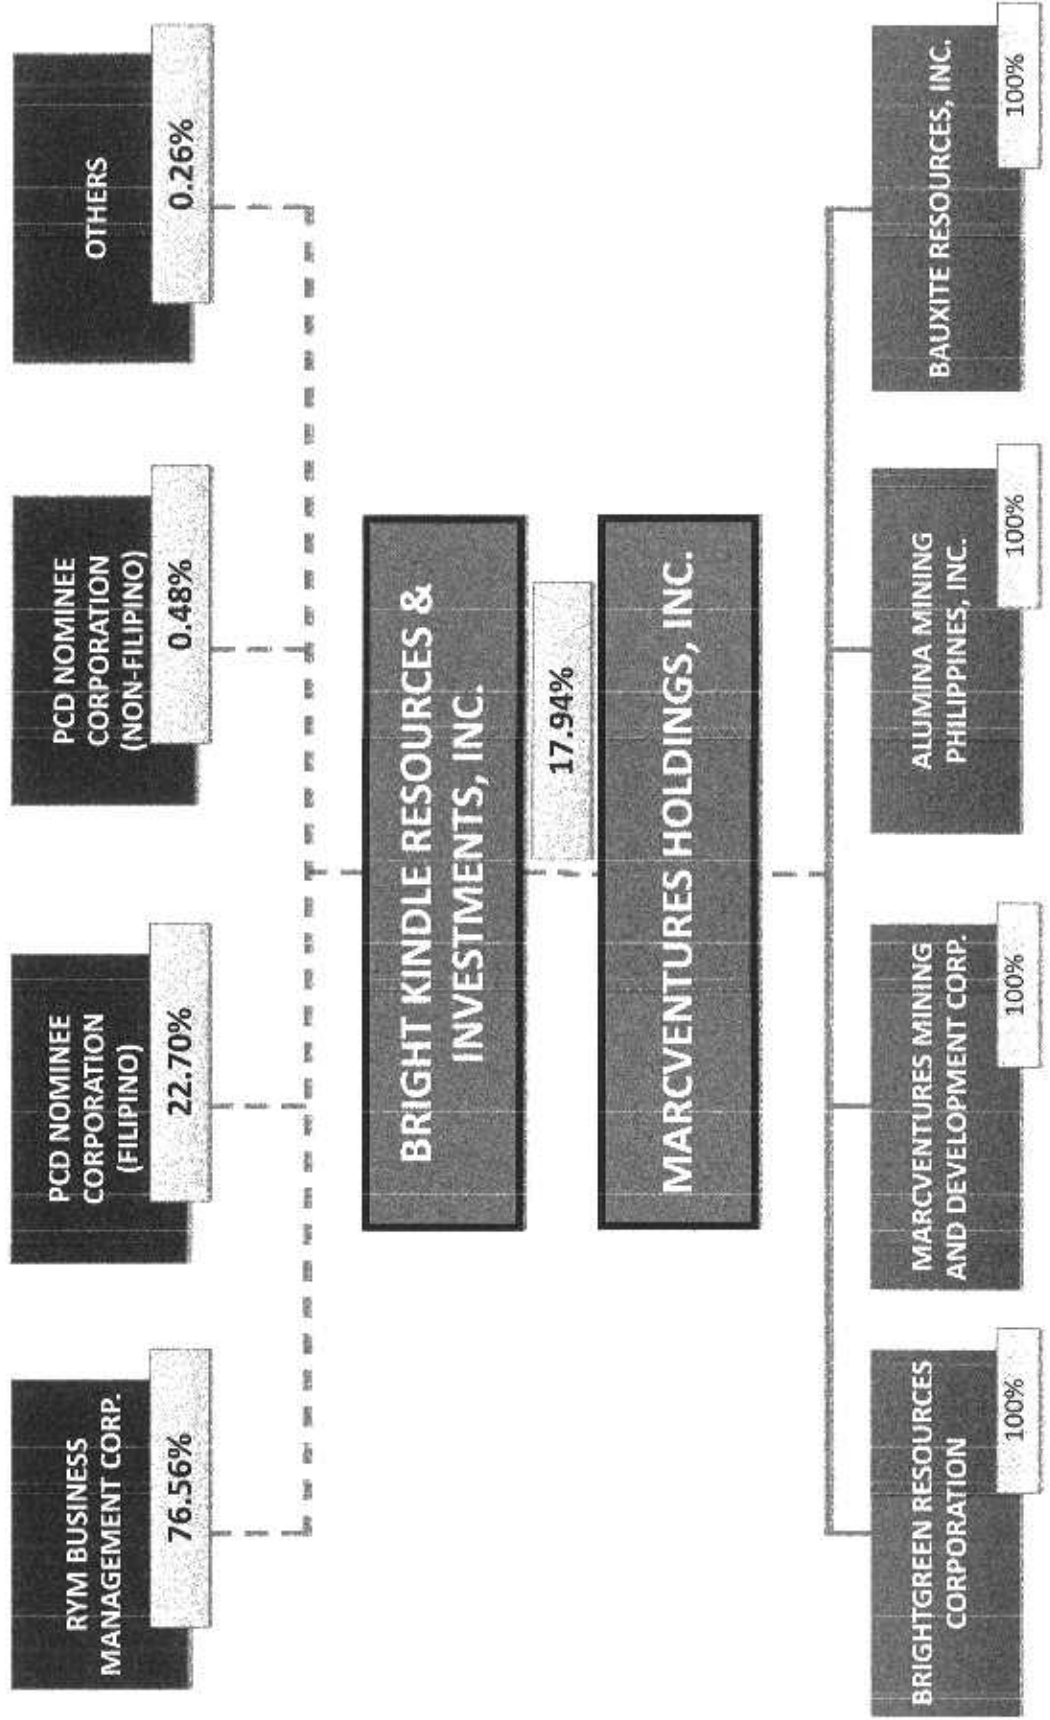 RYM BUSINESS
MANAGEMENT CORP.
76.56%
PCD NOMINEE
CORPORATION
(FILIPINO)
22.70%
PCD NOMINEE
CORPORATION
(NON-FILIPINO)
0.48%
OTHERS
0.26%
BRIGHT KINDLE RESOURCES &
INVESTMENTS, INC.
17.94%
MARCVENTURES HOLDINGS, INC.
BRIGHTGREEN RESOURCES
CORPORATION
100%
MARCVENTURES MINING
AND DEVELOPMENT CORP.
100%
ALUMINA MINING
PHILIPPINES, INC.
100%
BAUXITE RESOURCES, INC.
100%